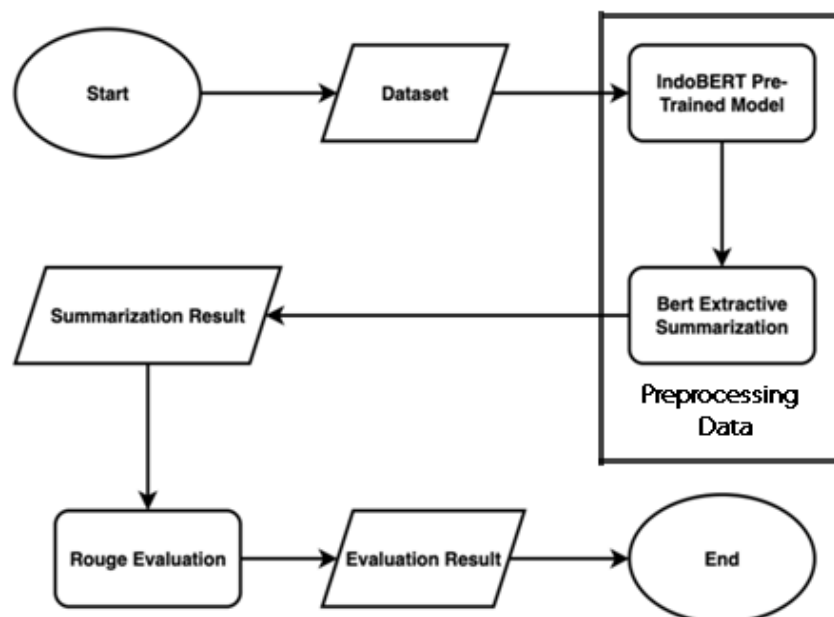 Start
Dataset
IndoBERT Pre-
Trained Model
Bert Extractive
Summarization
Preprocessing
Data
Summarization Result
Rouge Evaluation
Evaluation Result
End